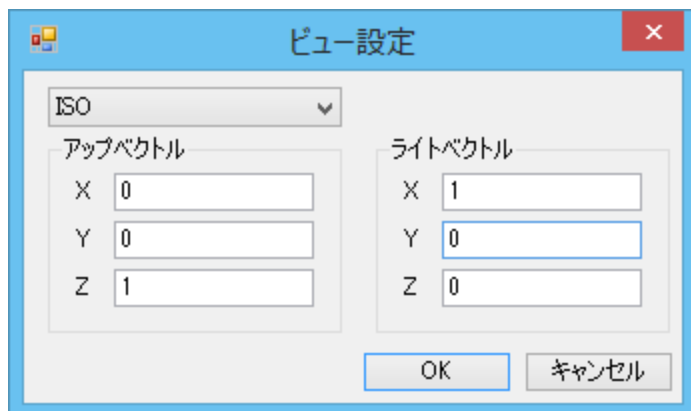 ビュー設定
ISO
アップベクトル
X 0
Y 0
Z 1
ライトベクトル
X 1
Y 0
Z 0
OK
キャンセル